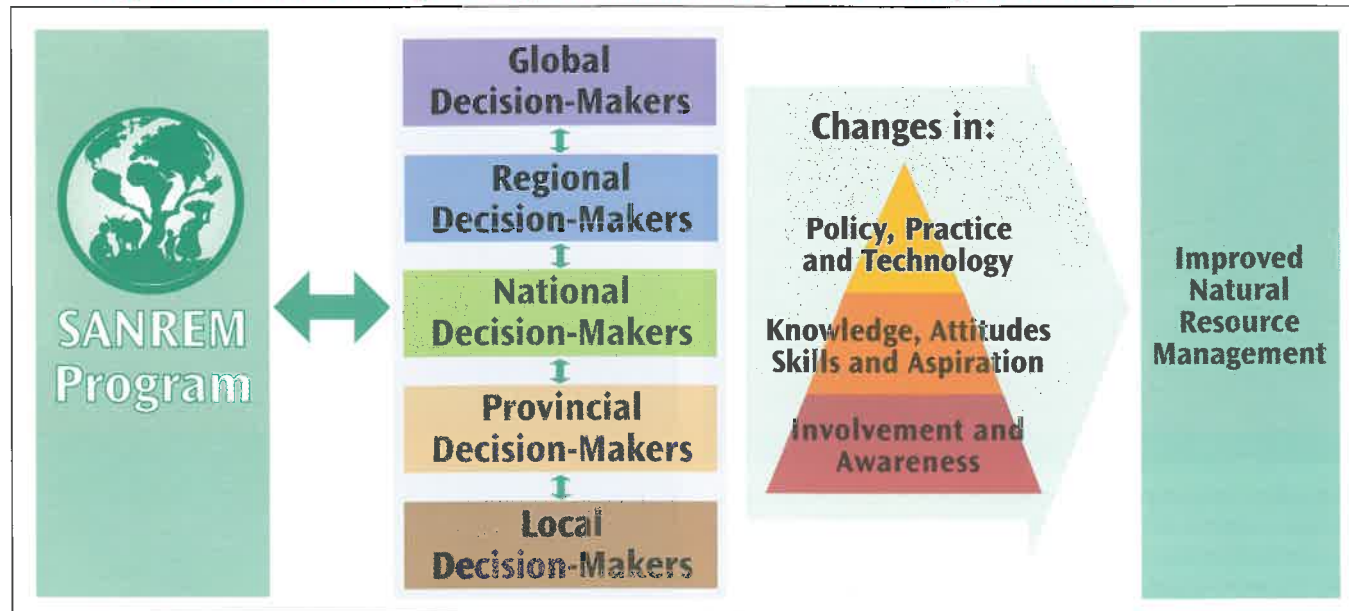 SANREM
Program
Global
Decision-Makers
Regional
Decision-Makers
National
Decision-Makers
Provincial
Decision-Makers
Local
Decision-Makers
Changes in:
Policy, Practice
and Technology
Knowledge, Attitudes
Skills and Aspiration
Involvement and
Awareness
Improved
Natural
Resource
Management